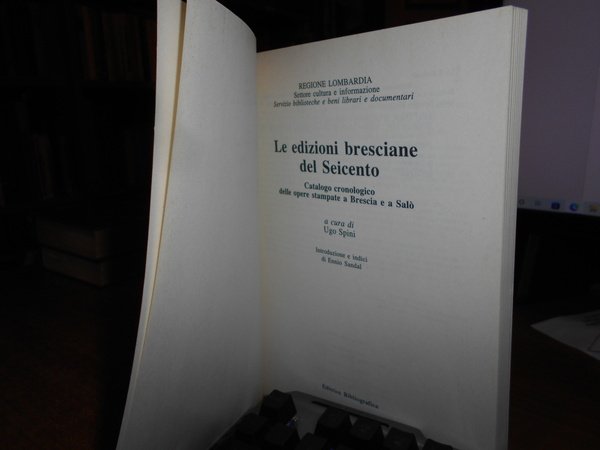 REGIONE LOMBARDIA
Settore cultura e informazione
Servizio biblioteche e beni librari e documentari
Le edizioni bresciane
del Seicento
Catalogo cronologico
delle opere stampate a Brescia e a Salò
a cura di
Ugo Spini
Introduzione e indici
di Ennio Sandal
Editrice Bibliografica